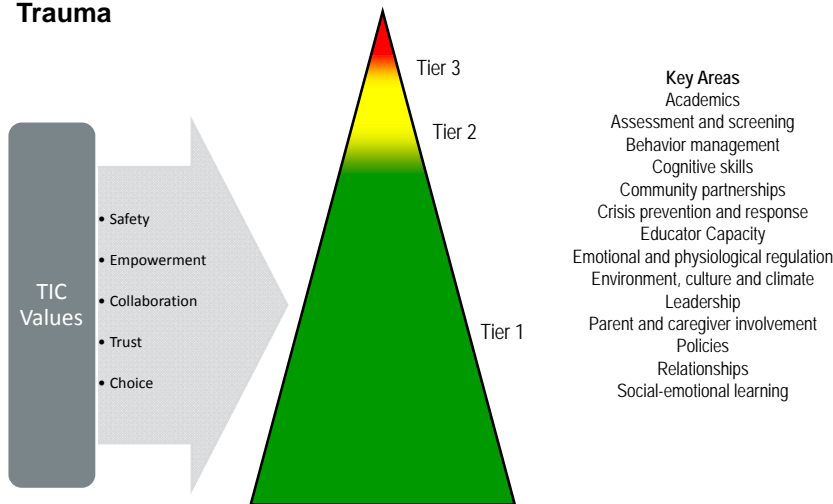 Trauma
TIC
Values
• Safety
• Empowerment
• Collaboration
• Trust
• Choice
Tier 3
Tier 2
Tier 1
Key Areas
Academics
Assessment and screening
Behavior management
Cognitive skills
Community partnerships
Crisis prevention and response
Educator Capacity
Emotional and physiological regulation
Environment, culture and climate
Leadership
Parent and caregiver involvement
Policies
Relationships
Social-emotional learning